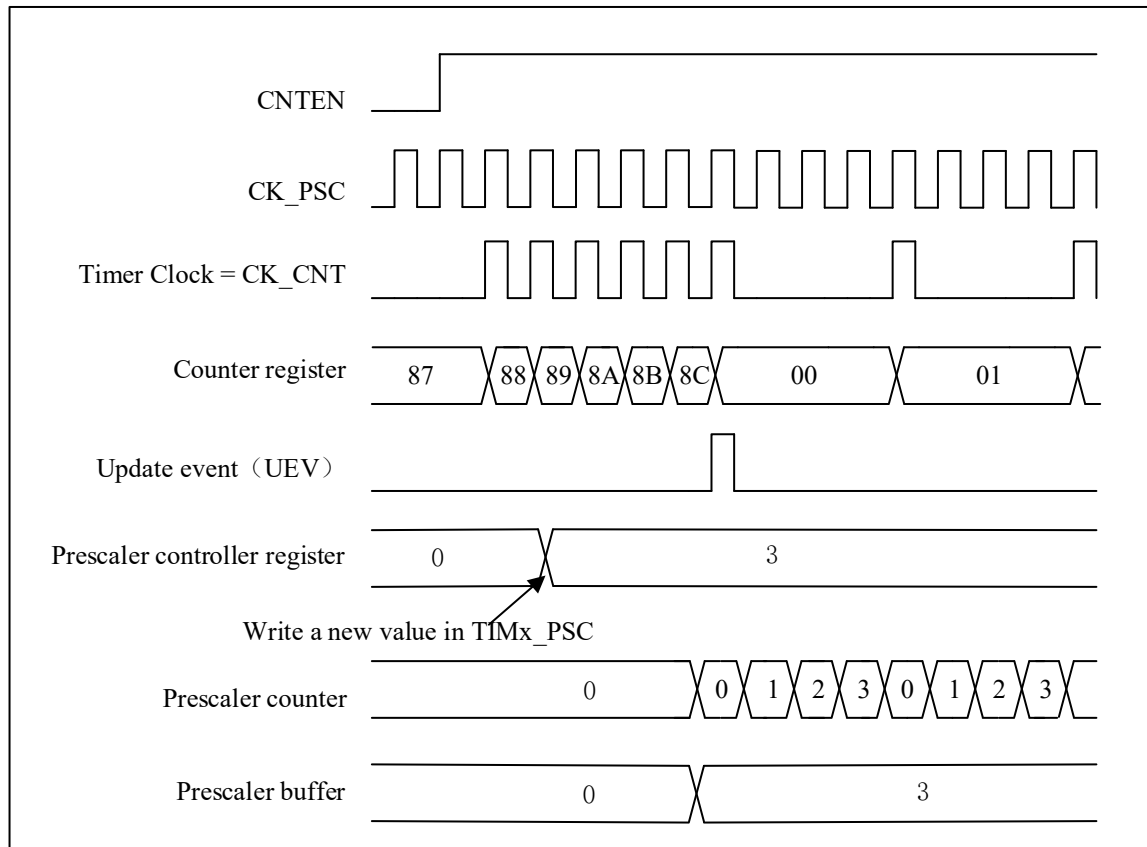 CNTEN
CK_PSC
Timer Clock = CK_CNT
Counter register 87 88 89 8A 8B 8C 00 01
Update event（UEV）
Prescaler controller register 0 3
Write a new value in TIMx_PSC
Prescaler counter 0 0 1 2 3 0 1 2 3
Prescaler buffer 0 3